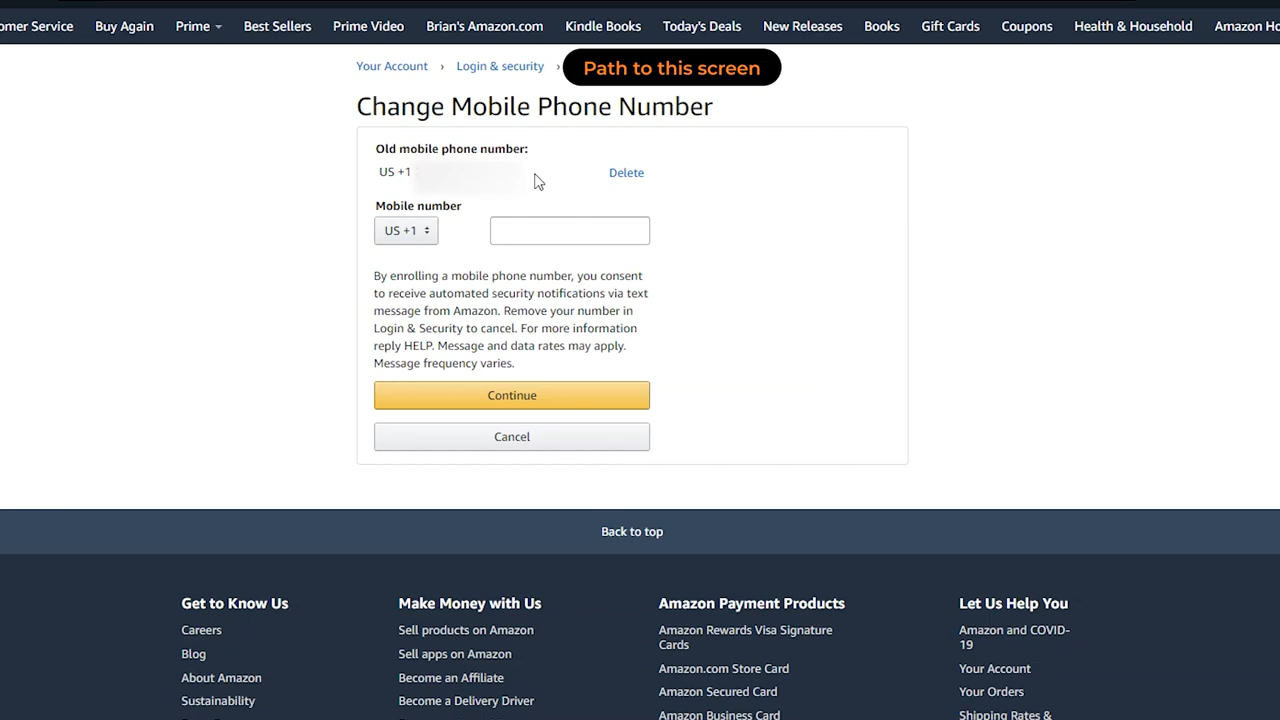 omer Service Buy Again Prime Best Sellers Prime Video Brian's Amazon.com Kindle Books Today's Deals New Releases Books Gift Cards Coupons Health & Household Amazon Ho
Your Account › Login & security › Path to this screen
Change Mobile Phone Number
Old mobile phone number:
US +1 Delete
Mobile number
US +1
By enrolling a mobile phone number, you consent
to receive automated security notifications via text
message from Amazon. Remove your number in
Login & Security to cancel. For more information
reply HELP. Message and data rates may apply.
Message frequency varies.
Continue
Cancel
Back to top
Get to Know Us
Careers
Blog
About Amazon
Sustainability
Make Money with Us
Sell products on Amazon
Sell apps on Amazon
Become an Affiliate
Become a Delivery Driver
Amazon Payment Products
Amazon Rewards Visa Signature
Cards
Amazon.com Store Card
Amazon Secured Card
Amazon Business Card
Let Us Help You
Amazon and COVID-
19
Your Account
Your Orders
Shipping Rates &